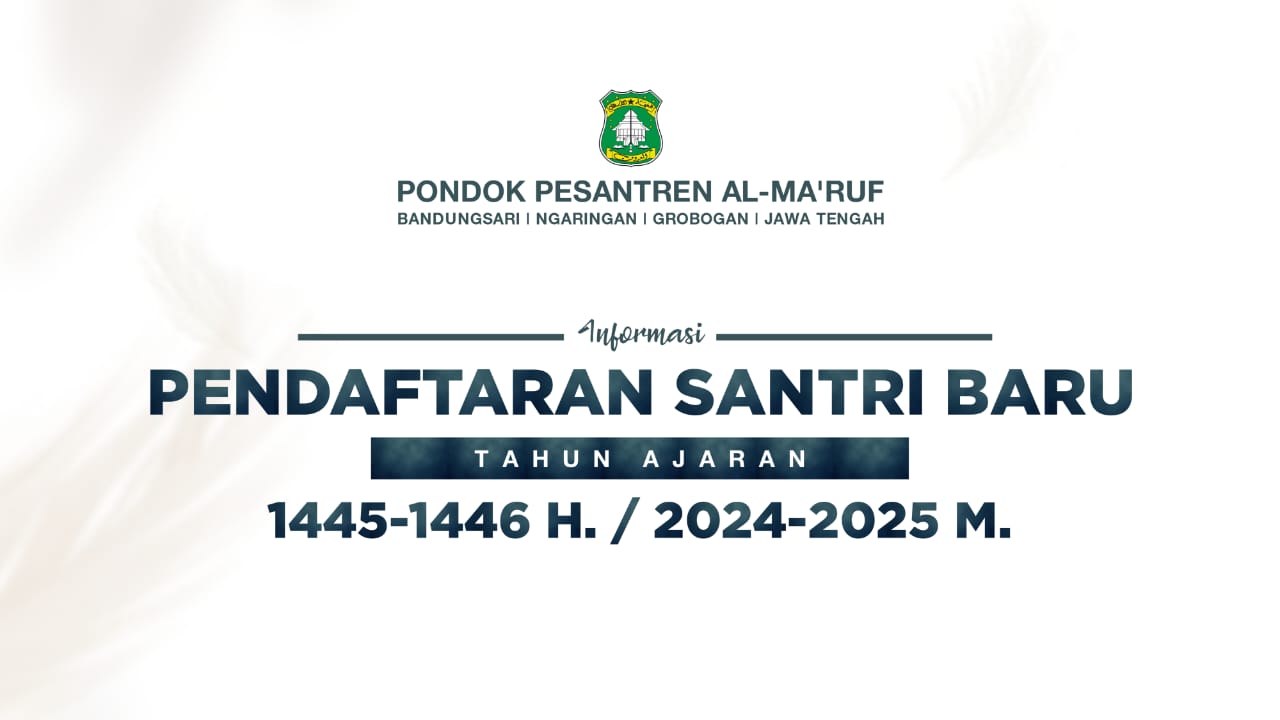 PONDOK PESANTREN AL-MA'RUF
BANDUNGSARI | NGARINGAN | GROBOGAN | JAWA TENGAH
Informasi
PENDAFTARAN SANTRI BARU
TAHUN AJARAN
1445-1446 H. / 2024-2025 M.